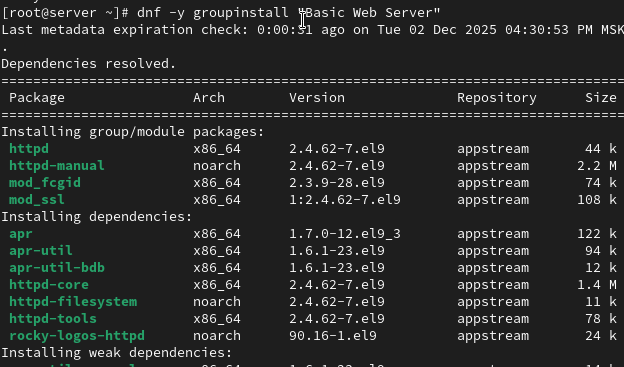 [root@server ~]# dnf -y groupinstall "Basic Web Server"
Last metadata expiration check: 0:00:31 ago on Tue 02 Dec 2025 04:30:53 PM MSK
.
Dependencies resolved.
================================================================================
Package Arch Version Repository Size
================================================================================
Installing group/module packages:
httpd x86_64 2.4.62-7.el9 appstream 44 k
httpd-manual noarch 2.4.62-7.el9 appstream 2.2 M
mod_fcgid x86_64 2.3.9-28.el9 appstream 74 k
mod_ssl x86_64 1:2.4.62-7.el9 appstream 108 k
Installing dependencies:
apr x86_64 1.7.0-12.el9_3 appstream 122 k
apr-util x86_64 1.6.1-23.el9 appstream 94 k
apr-util-bdb x86_64 1.6.1-23.el9 appstream 12 k
httpd-core x86_64 2.4.62-7.el9 appstream 1.4 M
httpd-filesystem noarch 2.4.62-7.el9 appstream 11 k
httpd-tools x86_64 2.4.62-7.el9 appstream 78 k
rocky-logos-httpd noarch 90.16-1.el9 appstream 24 k
Installing weak dependencies: